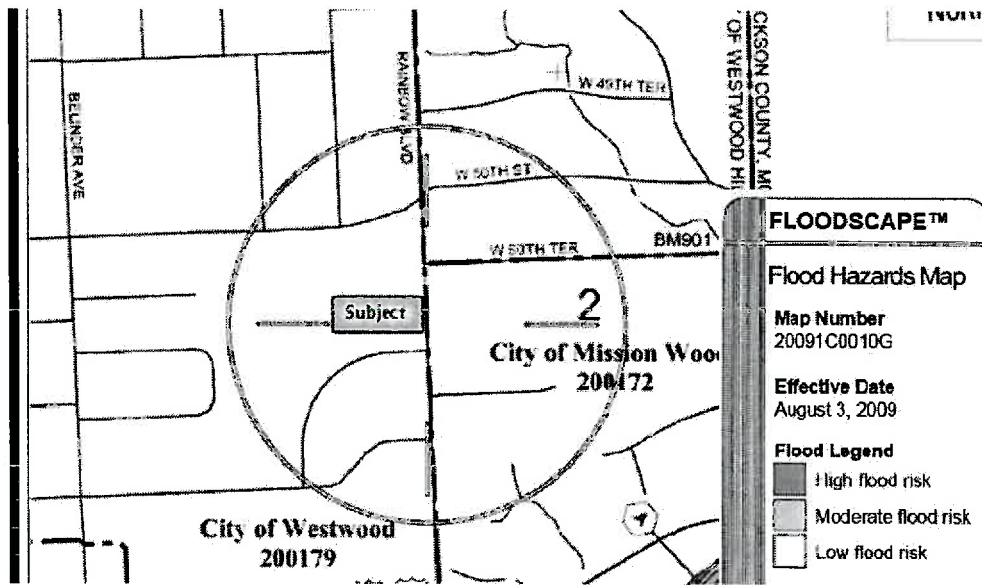 BELINDER AVE
RAINBOW BLVD
W 49TH TER
CKSON COUNTY, MO
OF WESTWOOD HI
W 50TH ST
W 50TH TER
BM901
Subject
2
City of Mission Woo
200172
City of Westwood
200179
FLOODSCAPE™
Flood Hazards Map
Map Number
20091C0010G
Effective Date
August 3, 2009
Flood Legend
High flood risk
Moderate flood risk
Low flood risk